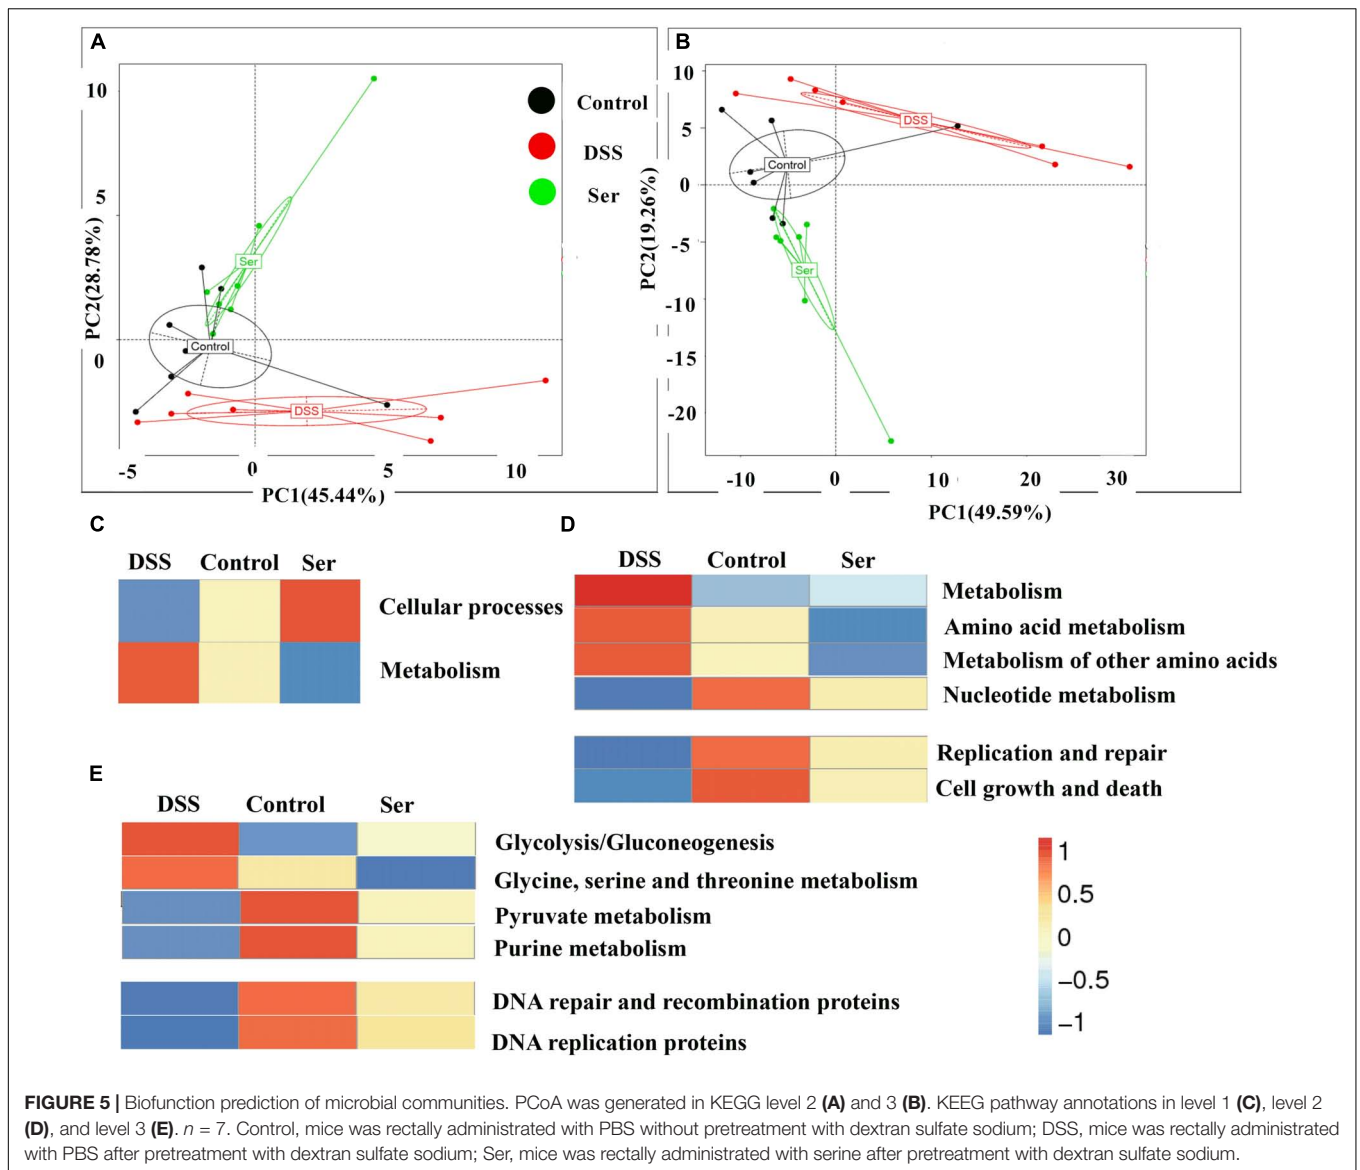 A
10
5
0
PC2(28.78%)
Control
DSS
Ser
Ser
Control
DSS
-5
0
5
10
PC1(45.44%)
B
10
5
0
-5
-10
-15
-20
PC2(19.26%)
DSS
Control
Ser
-10
0
10
20
30
PC1(49.59%)
C
DSS Control Ser
Cellular processes
Metabolism
D
DSS Control Ser
Metabolism
Amino acid metabolism
Metabolism of other amino acids
Nucleotide metabolism
Replication and repair
Cell growth and death
E
DSS Control Ser
Glycolysis/Gluconeogenesis
Glycine, serine and threonine metabolism
Pyruvate metabolism
Purine metabolism
DNA repair and recombination proteins
DNA replication proteins
1
0.5
0
−0.5
−1
FIGURE 5 | Biofunction prediction of microbial communities. PCoA was generated in KEGG level 2 (A) and 3 (B). KEEG pathway annotations in level 1 (C), level 2
(D), and level 3 (E). n = 7. Control, mice was rectally administrated with PBS without pretreatment with dextran sulfate sodium; DSS, mice was rectally administrated
with PBS after pretreatment with dextran sulfate sodium; Ser, mice was rectally administrated with serine after pretreatment with dextran sulfate sodium.